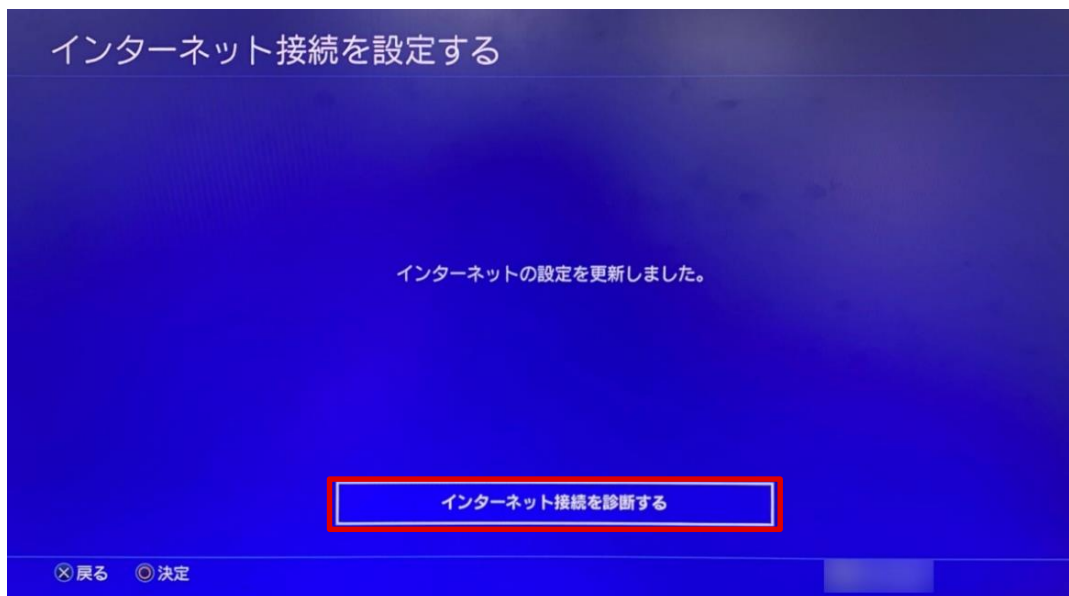 インターネット接続を設定する
インターネットの設定を更新しました。
インターネット接続を診断する
戻る 決定